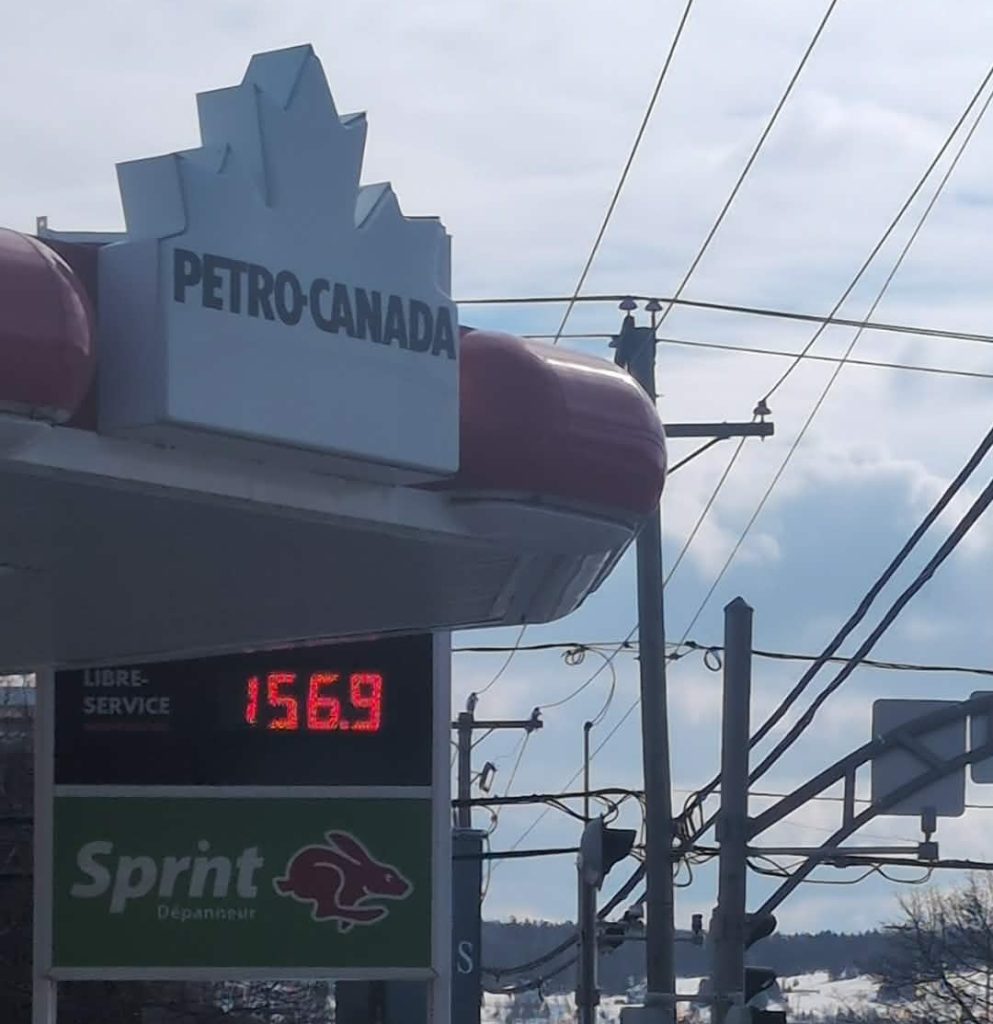 PETRO-CANADA
LIBRE-
SERVICE
156.9
Sprint
Dépanneur
S